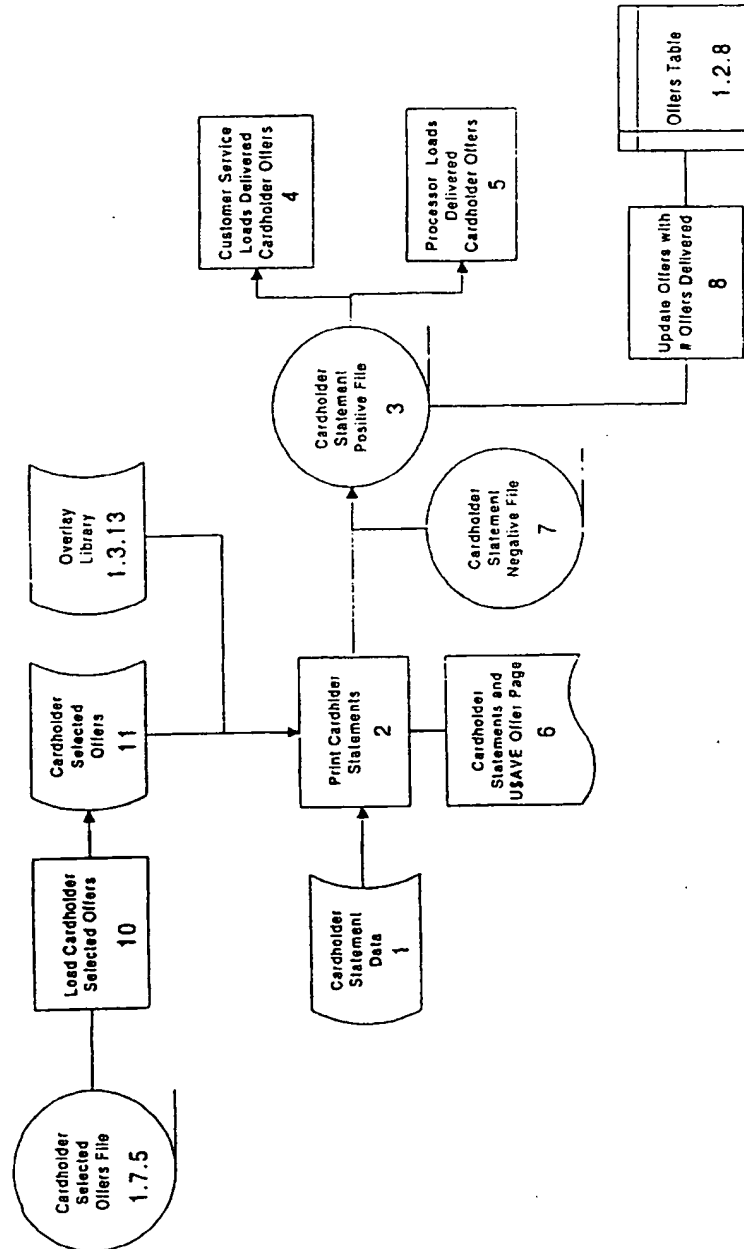 Cardholder
Selected
Offers File
1.7.5
Load Cardholder
Selected Offers
10
Cardholder
Selected
Offers
11
Overlay
Library
1.3.13
Cardholder
Statement
Data
1
Print Cardhlder
Statements
2
Cardholder
Statements and
U$AVE Offer Page
6
Cardholder
Statement
Positive File
3
Cardholder
Statement
Negative File
7
Customer Service
Loads Delivered
Cardholder Offers
4
Processor Loads
Delivered
Cardholder Offers
5
Update Offers with
# Offers Delivered
8
Offers Table
1.2.8